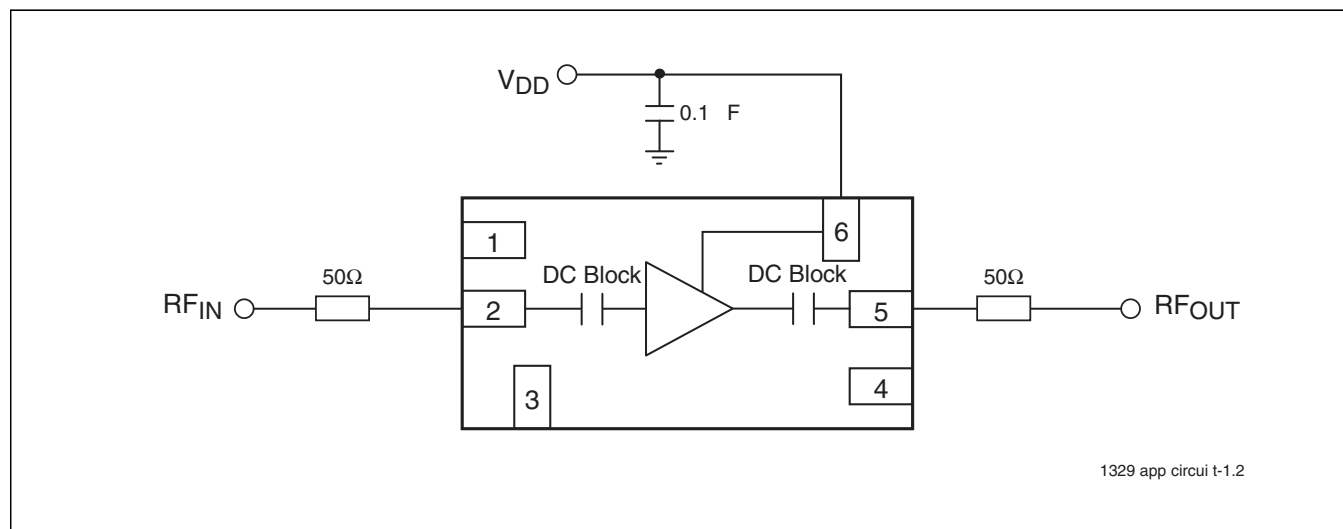 VDD
0.1 F
6
1
DC Block
DC Block
50Ω
50Ω
RFIN
2
5
RFOUT
3
4
1329 app circui t-1.2